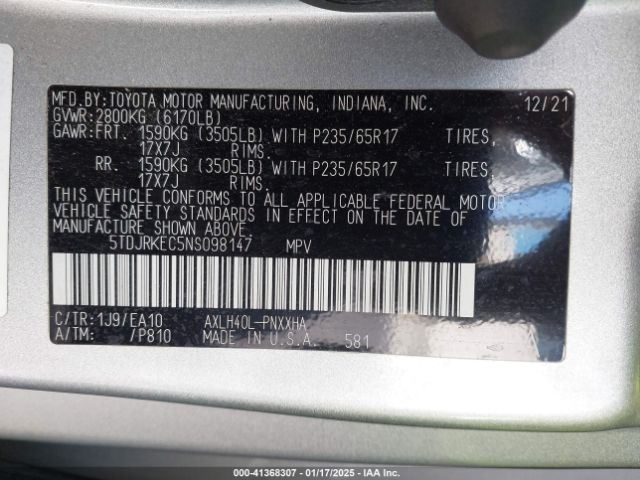 MFD.BY:TOYOTA MOTOR MANUFACTURING, INDIANA, INC. 12/21
GVWR:2800KG (6170LB)
GAWR:FRT. 1590KG (3505LB) WITH P235/65R17 TIRES,
17X7J RIMS.
RR. 1590KG (3505LB) WITH P235/65R17 TIRES,
17X7J RIMS.
THIS VEHICLE CONFORMS TO ALL APPLICABLE FEDERAL MOTOR
VEHICLE SAFETY STANDARDS IN EFFECT ON THE DATE OF
MANUFACTURE SHOWN ABOVE.
5TDJRKEC5NS098147 MPV
C/TR:1J9/EA10 AXLH40L-PNXXHA
A/TM: /P810 MADE IN U.S.A. 581
000-41368307 - 01/17/2025 - IAA Inc.